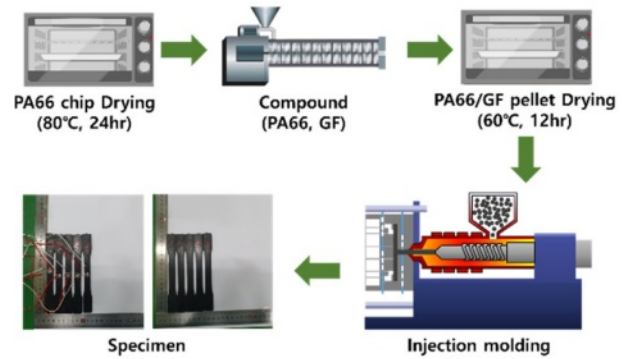 PA66 chip Drying
(80℃, 24hr)
Compound
(PA66, GF)
PA66/GF pellet Drying
(60℃, 12hr)
Specimen
Injection molding